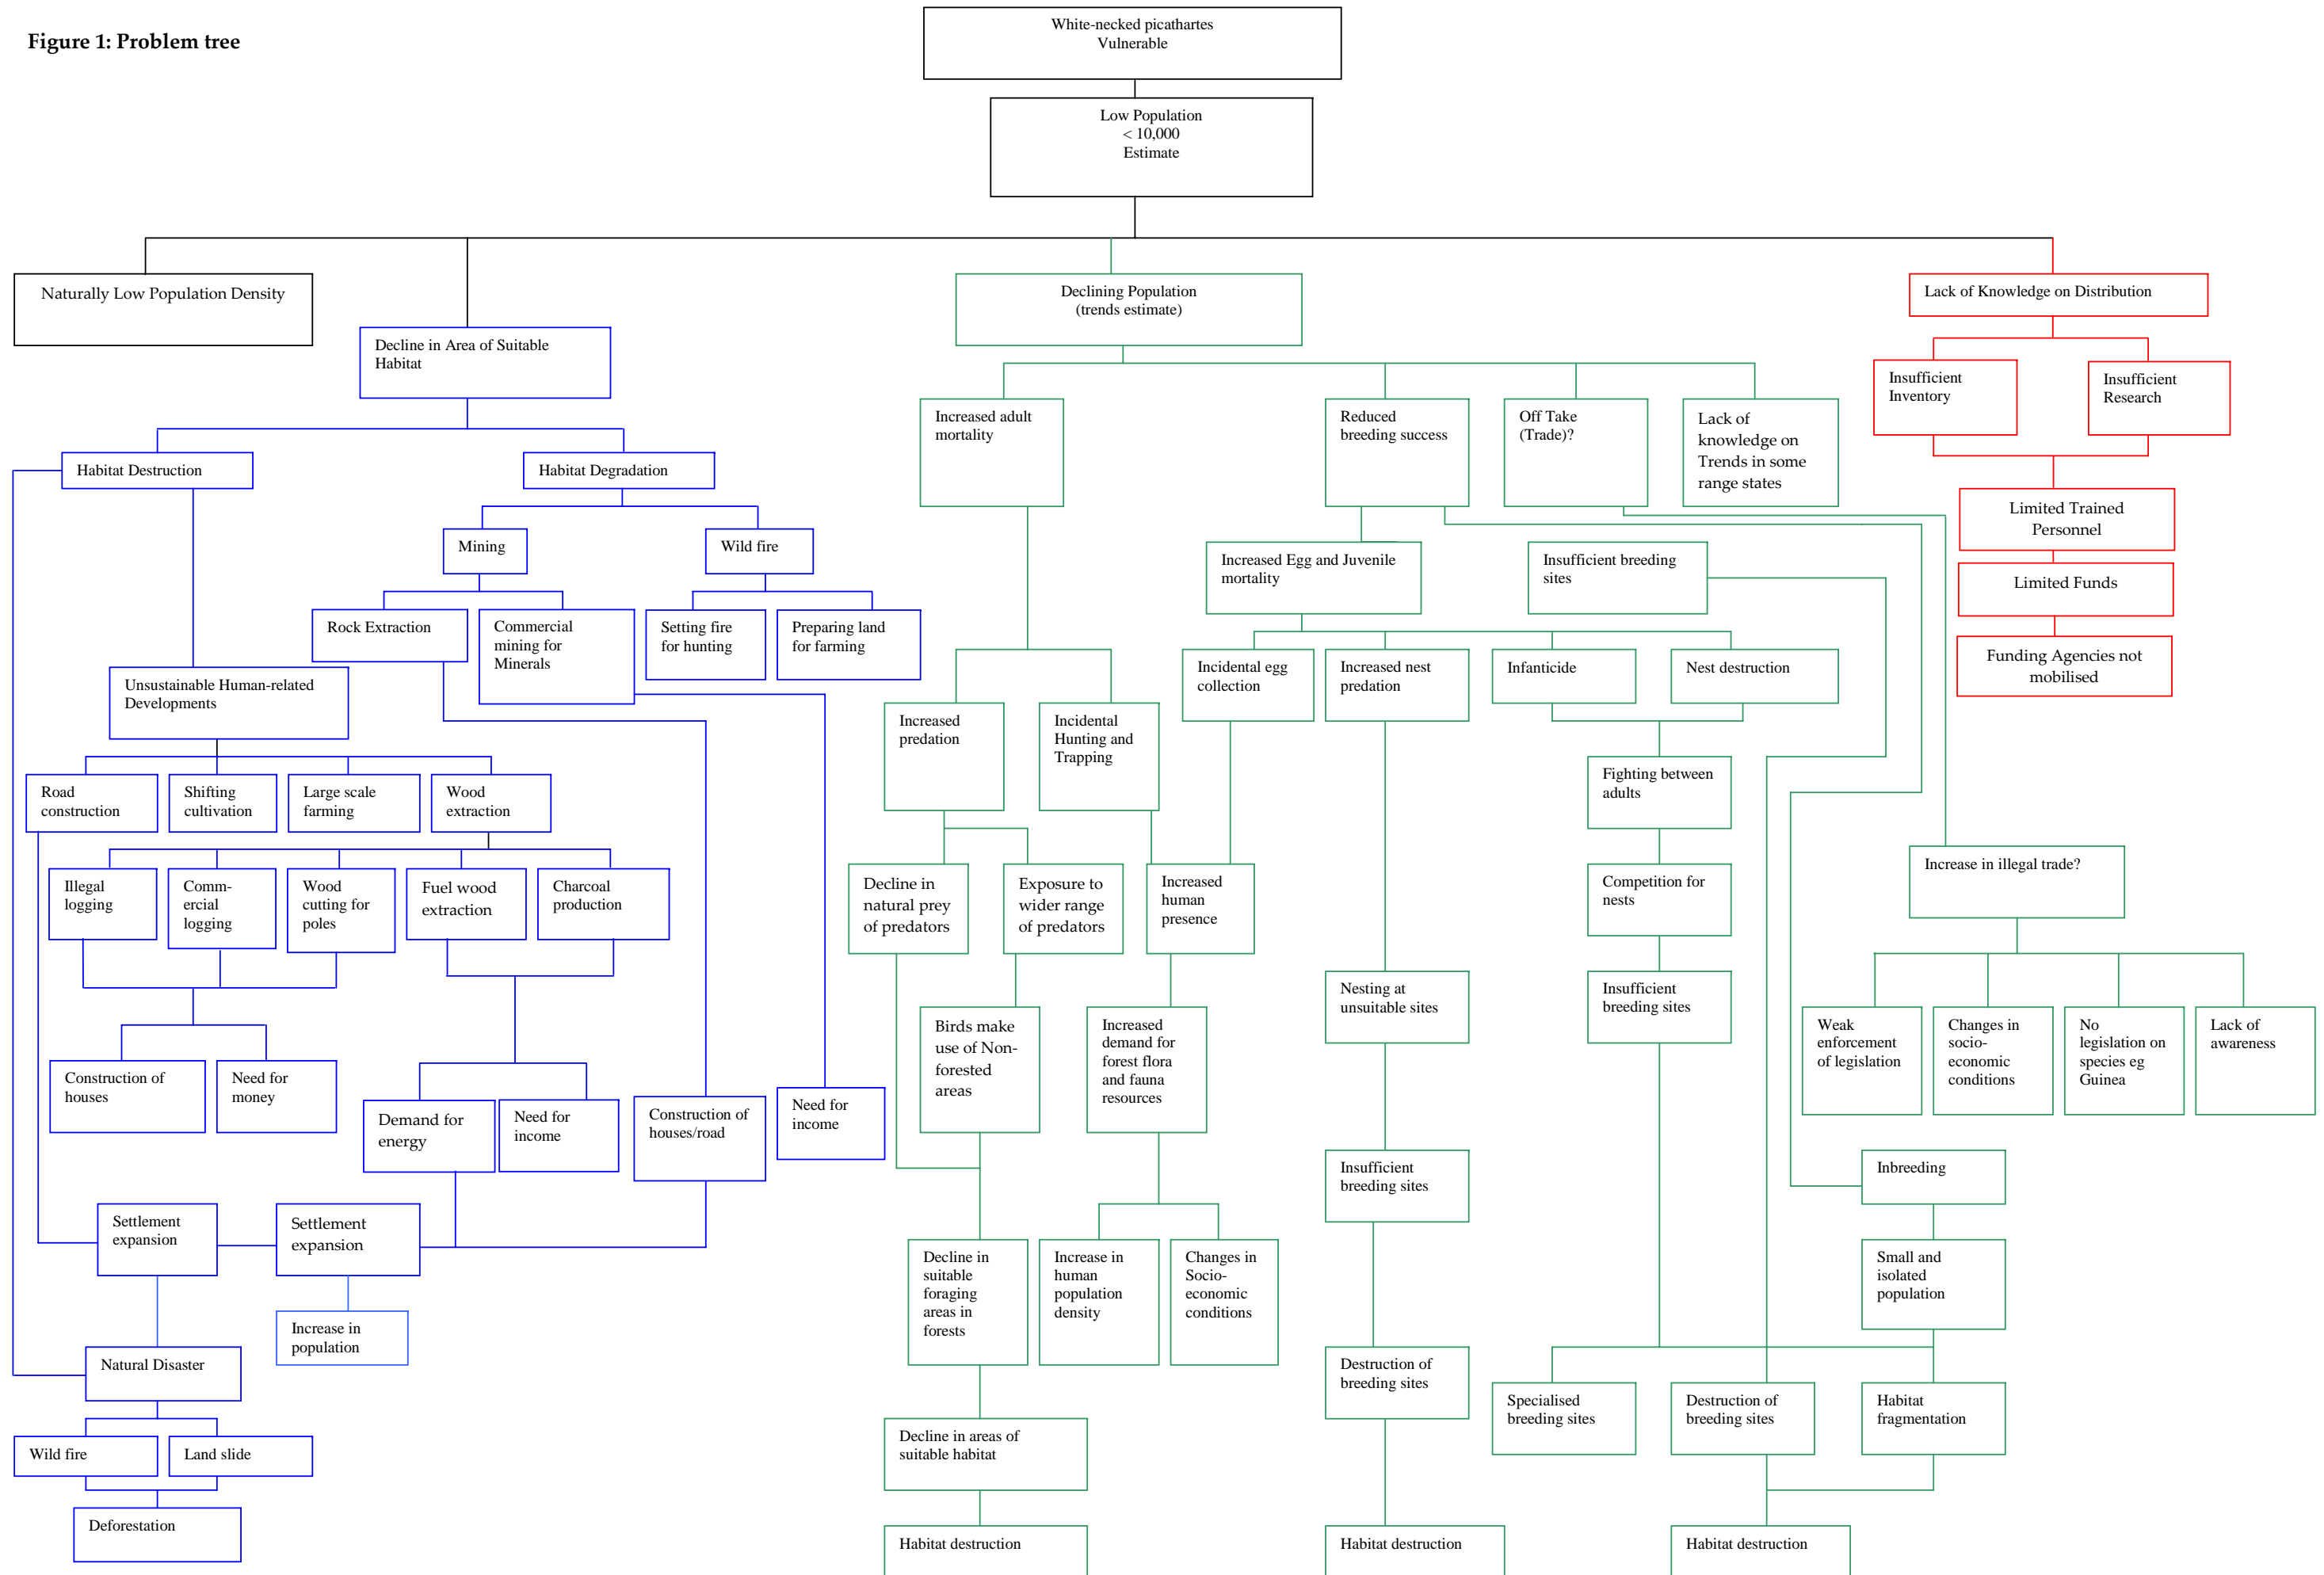 Figure 1: Problem tree
White-necked picathartes
Vulnerable
Low Population
< 10,000
Estimate
Naturally Low Population Density
Decline in Area of Suitable
Habitat
Declining Population
(trends estimate)
Lack of Knowledge on Distribution
Insufficient
Inventory
Insufficient
Research
Increased adult
mortality
Reduced
breeding success
Off Take
(Trade)?
Lack of
knowledge on
Trends in some
range states
Habitat Destruction
Habitat Degradation
Limited Trained
Personnel
Mining
Wild fire
Increased Egg and Juvenile
mortality
Insufficient breeding
sites
Limited Funds
Rock Extraction
Commercial
mining for
Minerals
Setting fire
for hunting
Preparing land
for farming
Funding Agencies not
mobilised
Unsustainable Human-related
Developments
Incidental egg
collection
Increased nest
predation
Infanticide
Nest destruction
Increased
predation
Incidental
Hunting and
Trapping
Road
construction
Shifting
cultivation
Large scale
farming
Wood
extraction
Fighting between
adults
Illegal
logging
Comm-
ercial
logging
Wood
cutting for
poles
Fuel wood
extraction
Charcoal
production
Decline in
natural prey
of predators
Exposure to
wider range
of predators
Increased
human
presence
Competition for
nests
Increase in illegal trade?
Nesting at
unsuitable sites
Insufficient
breeding sites
Birds make
use of Non-
forested
areas
Increased
demand for
forest flora
and fauna
resources
Weak
enforcement
of legislation
Changes in
socio-
economic
conditions
No
legislation on
species eg
Guinea
Lack of
awareness
Construction of
houses
Need for
money
Demand for
energy
Need for
income
Construction of
houses/road
Need for
income
Insufficient
breeding sites
Inbreeding
Settlement
expansion
Settlement
expansion
Decline in
suitable
foraging
areas in
forests
Increase in
human
population
density
Changes in
Socio-
economic
conditions
Small and
isolated
population
Increase in
population
Natural Disaster
Destruction of
breeding sites
Specialised
breeding sites
Destruction of
breeding sites
Habitat
fragmentation
Wild fire
Land slide
Decline in areas of
suitable habitat
Deforestation
Habitat destruction
Habitat destruction
Habitat destruction